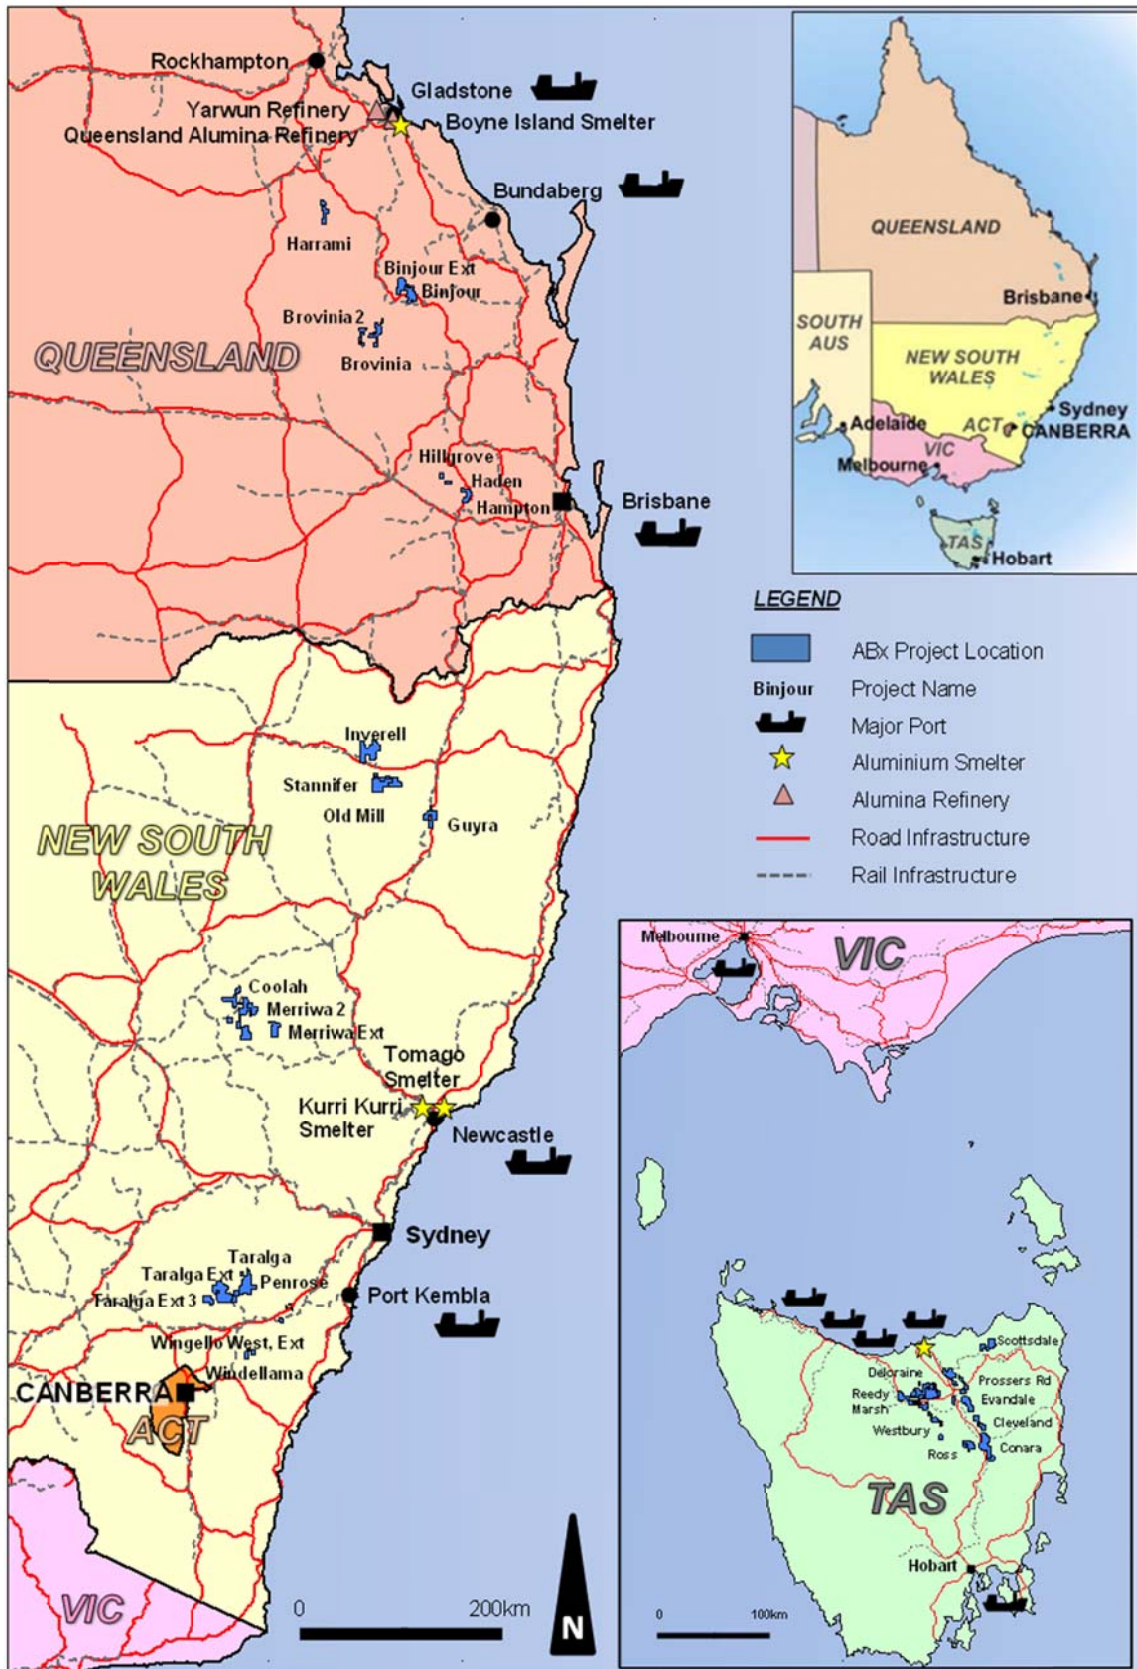 Rockhampton
Gladstone
Yarwun Refinery
Boyne Island Smelter
Queensland Alumina Refinery
Bundaberg
Harrami
Binjour Ext
Binjour
Brovinia 2
QUEENSLAND
Brovinia
Hillgrove
Haden
Hampton
Brisbane
Inverell
Stannifer
Old Mill
Guyra
NEW SOUTH
WALES
Coolah
Merriwa 2
Merriwa Ext
Tomago
Smelter
Kurri Kurri
Smelter
Newcastle
Sydney
Taralga
Taralga Ext
Penrose
Taralga Ext 3
Port Kembla
Wingello West, Ext
Windellama
CANBERRA
ACT
VIC
0
200km
N
QUEENSLAND
Brisbane
SOUTH
AUS
NEW SOUTH
WALES
Sydney
Adelaide
ACT
CANBERRA
VIC
Melbourne
TAS
Hobart
LEGEND
ABx Project Location
Binjour
Project Name
Major Port
Aluminium Smelter
Alumina Refinery
Road Infrastructure
Rail Infrastructure
Melbourne
VIC
?
Scottsdale
Deloraine
Prossers Rd
Reedy
Marsh
Evandale
Westbury
Cleveland
Ross
Conara
TAS
Hobart
0
100km